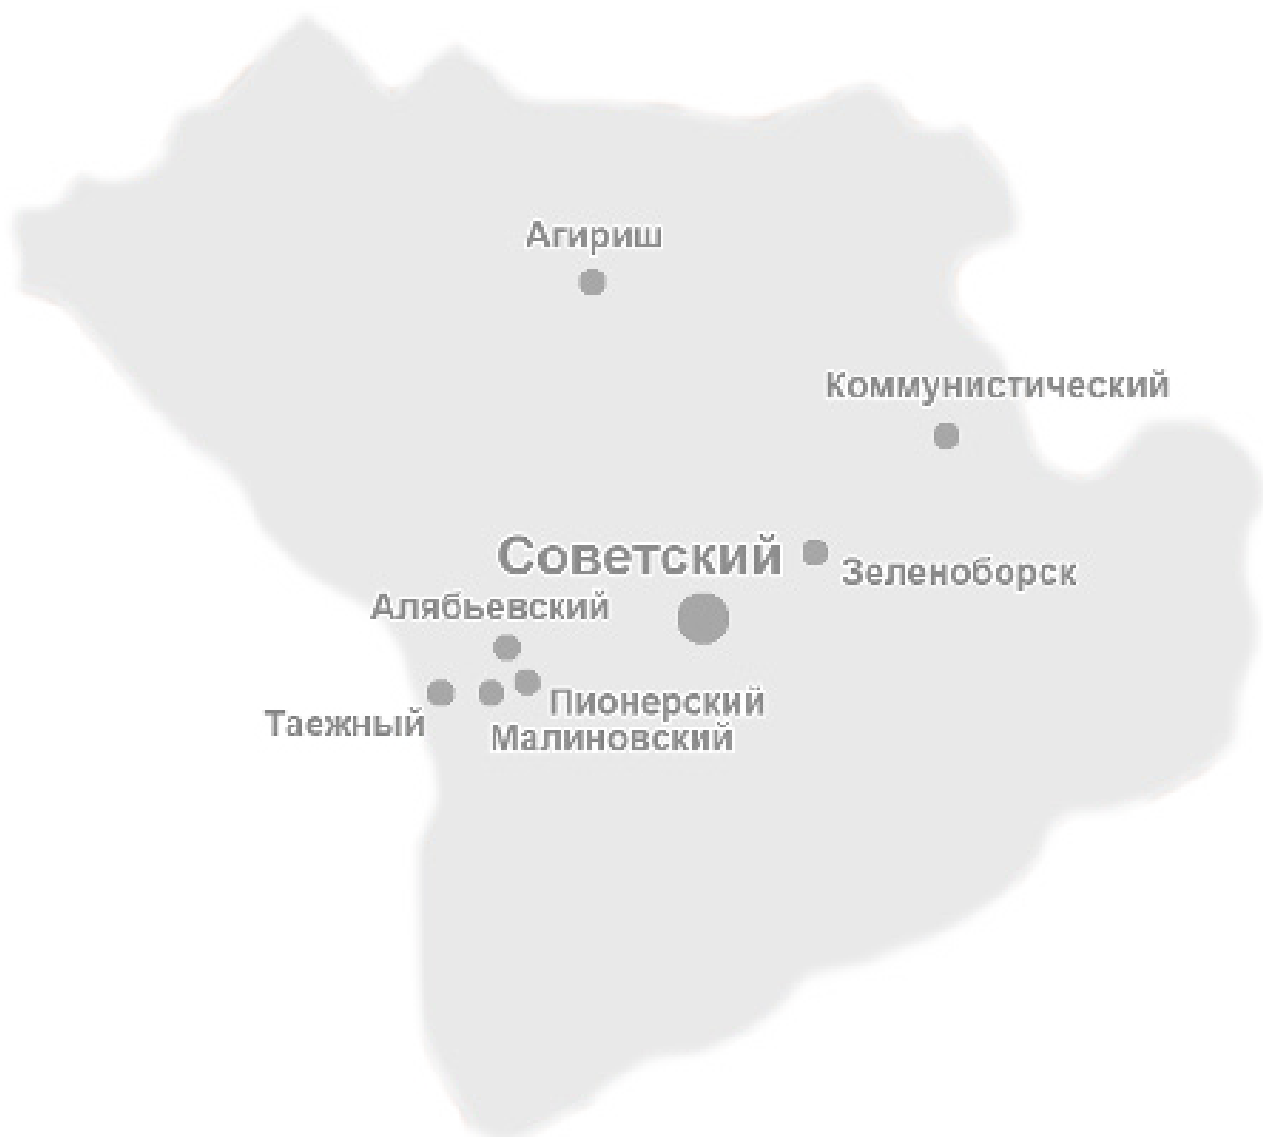 Агириш
Коммунистический
Советский
Зеленоборск
Алябьевский
Пионерский
Таежный
Малиновский